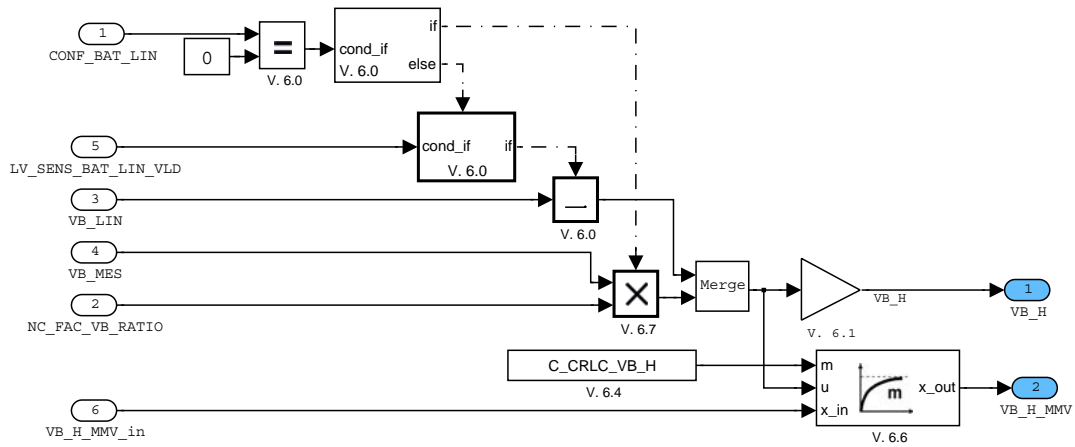 1
CONF_BAT_LIN
0
=
V. 6.0
if
cond_if
V. 6.0
else
5
LV_SENS_BAT_LIN_VLD
cond_if
if
V. 6.0
3
VB_LIN
V. 6.0
4
VB_MES
2
NC_FAC_VB_RATIO
V. 6.7
Merge
VB_H
1
VB_H
V. 6.1
C_CRLC_VB_H
V. 6.4
m
u
x_in
m
x_out
V. 6.6
2
VB_H_MMV
6
VB_H_MMV_in